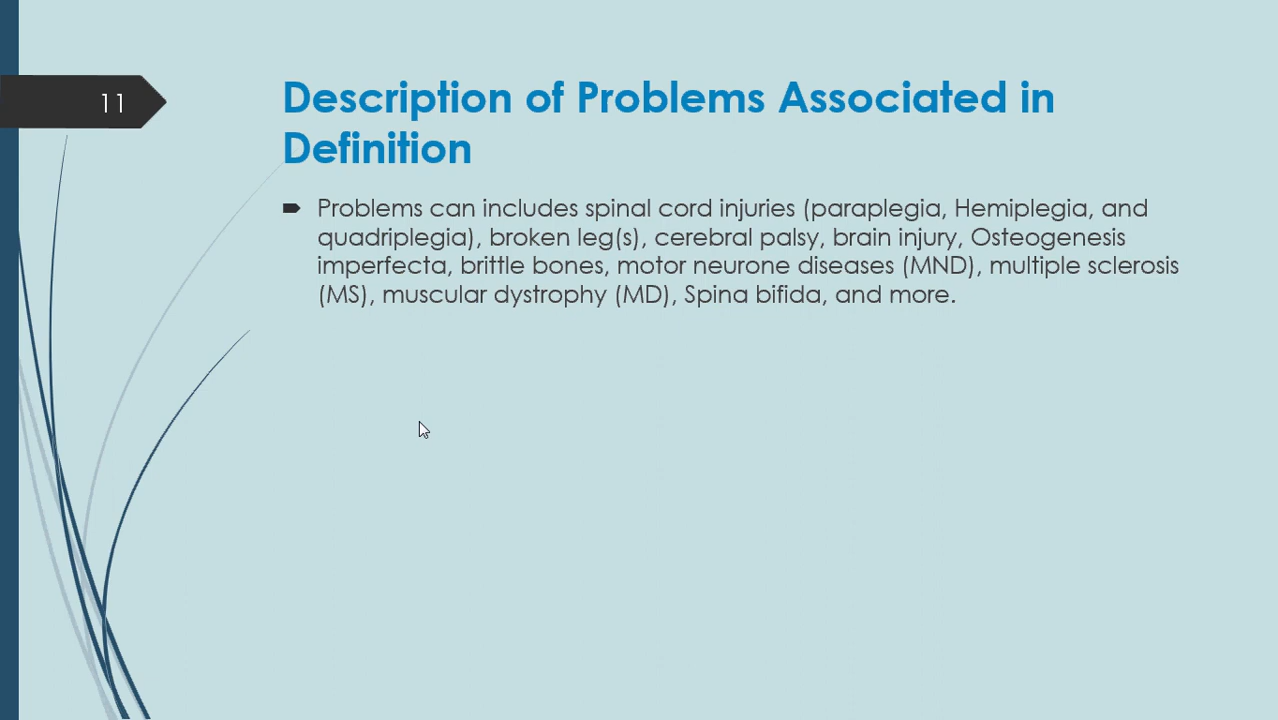 11
Description of Problems Associated in
Definition
Problems can includes spinal cord injuries (paraplegia, Hemiplegia, and
quadriplegia), broken leg(s), cerebral palsy, brain injury, Osteogenesis
imperfecta, brittle bones, motor neurone diseases (MND), multiple sclerosis
(MS), muscular dystrophy (MD), Spina bifida, and more.